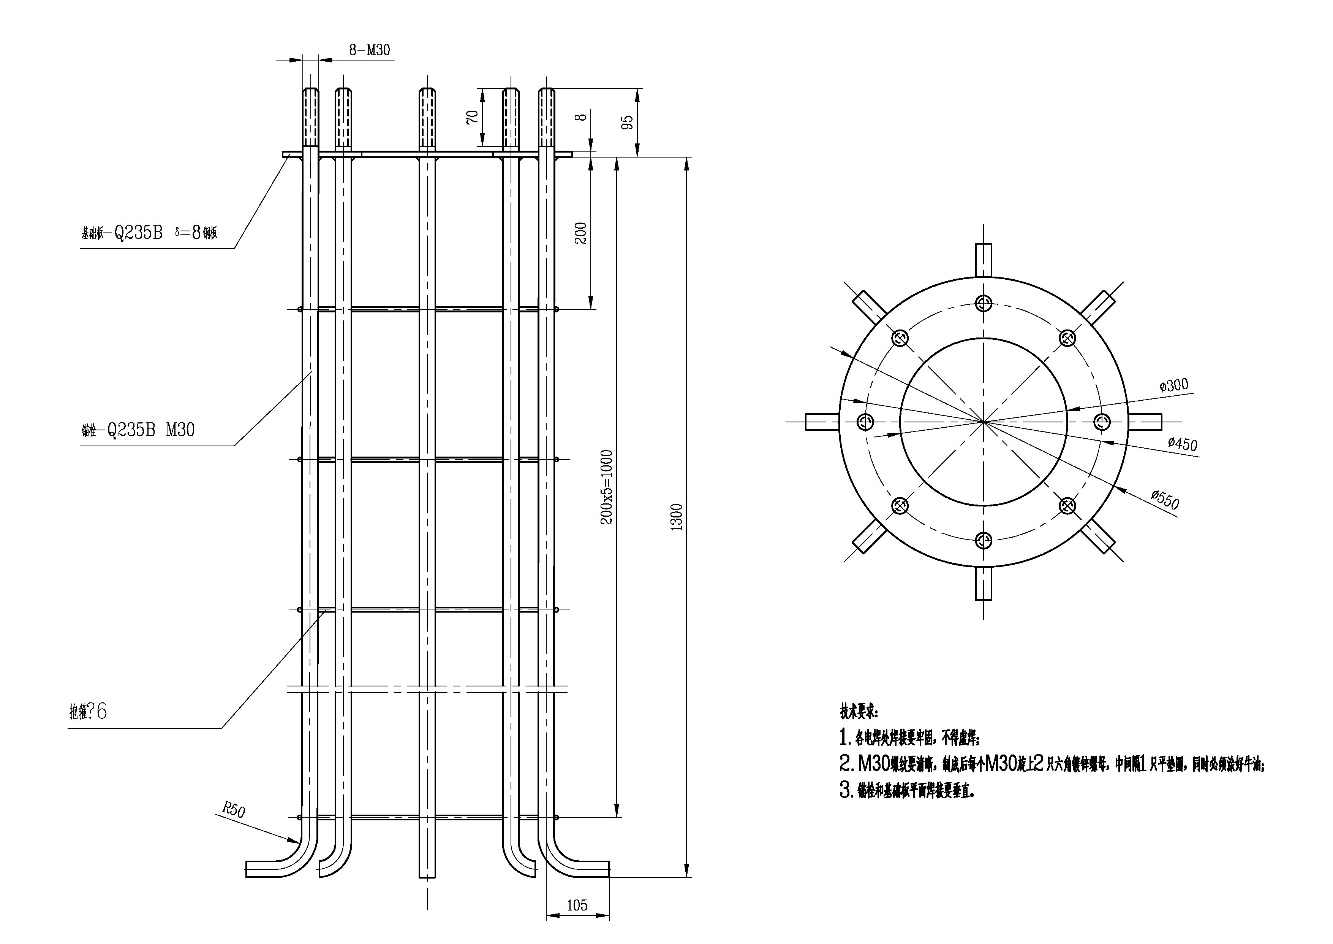 8-M30
70
8
95
200
基础板-Q235B δ=8钢板
锚栓-Q235B M30
200x5=1000
1300
ø300
ø450
ø550
抱箍?6
R50
105
技术要求:
1. 各电焊处焊接要牢固, 不得虚焊;
2. M30螺纹要清晰, 制成后每个M30旋上2只六角镀锌螺母, 中间隔1只平垫圈, 同时必须涂好牛油;
3. 锚栓和基础板平面焊接要垂直。